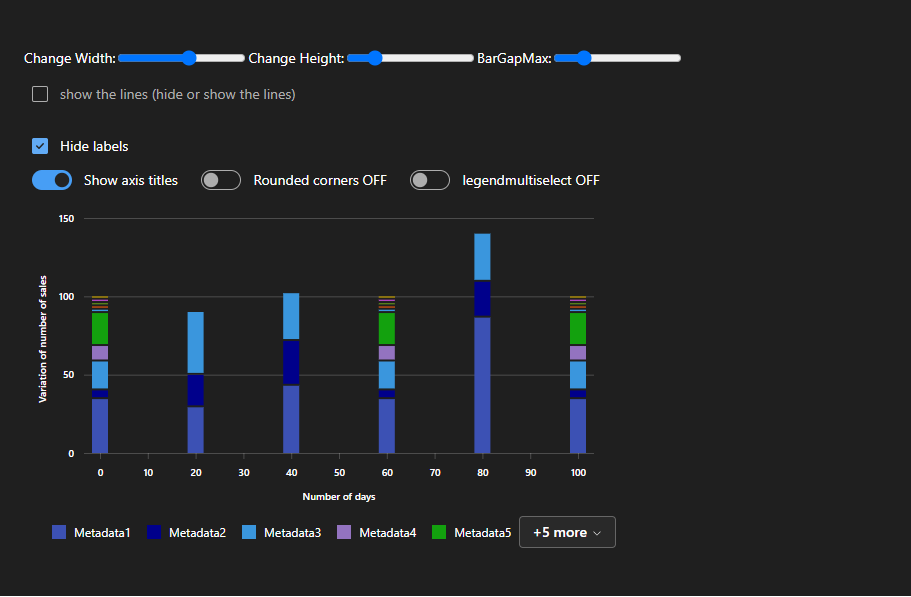 Change Width: Change Height: BarGapMax:
show the lines (hide or show the lines)
Hide labels
Show axis titles Rounded corners OFF legendmultiselect OFF
150
100
50
0
Variation of number of sales
0 10 20 30 40 50 60 70 80 90 100
Number of days
Metadata1 Metadata2 Metadata3 Metadata4 Metadata5 +5 more